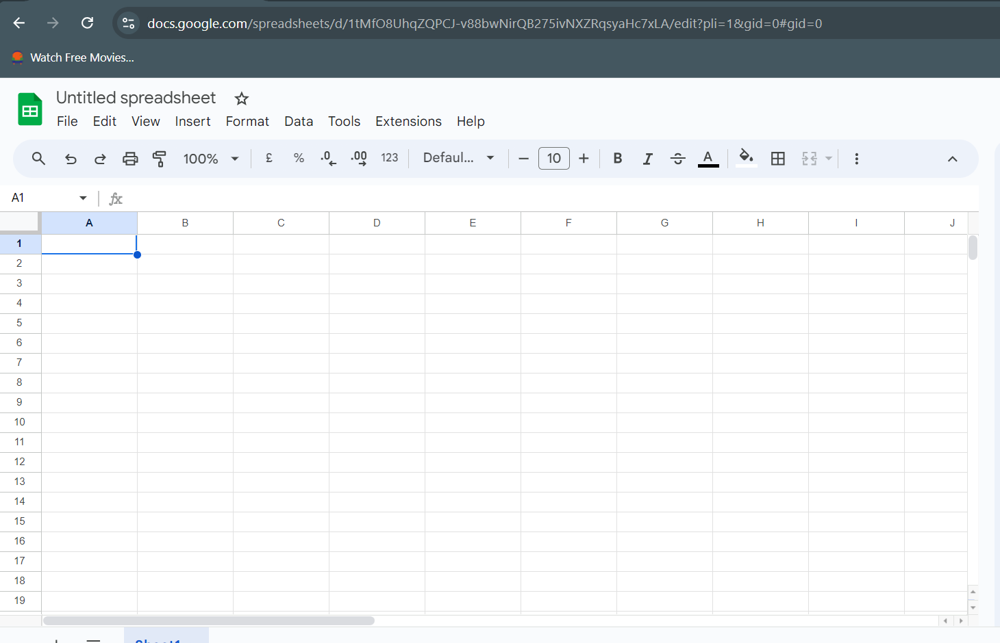 docs.google.com/spreadsheets/d/1tMfO8UhqZQPCJ-v88bwNirQB275ivNXZRqsyaHc7xLA/edit?pli=1&gid=0#gid=0
Watch Free Movies...
Untitled spreadsheet
File Edit View Insert Format Data Tools Extensions Help
100% £ % .0 .00 123 Defaul... 10 B I S A
A1 fx
A B C D E F G H I J
1
2
3
4
5
6
7
8
9
10
11
12
13
14
15
16
17
18
19
Sheet1